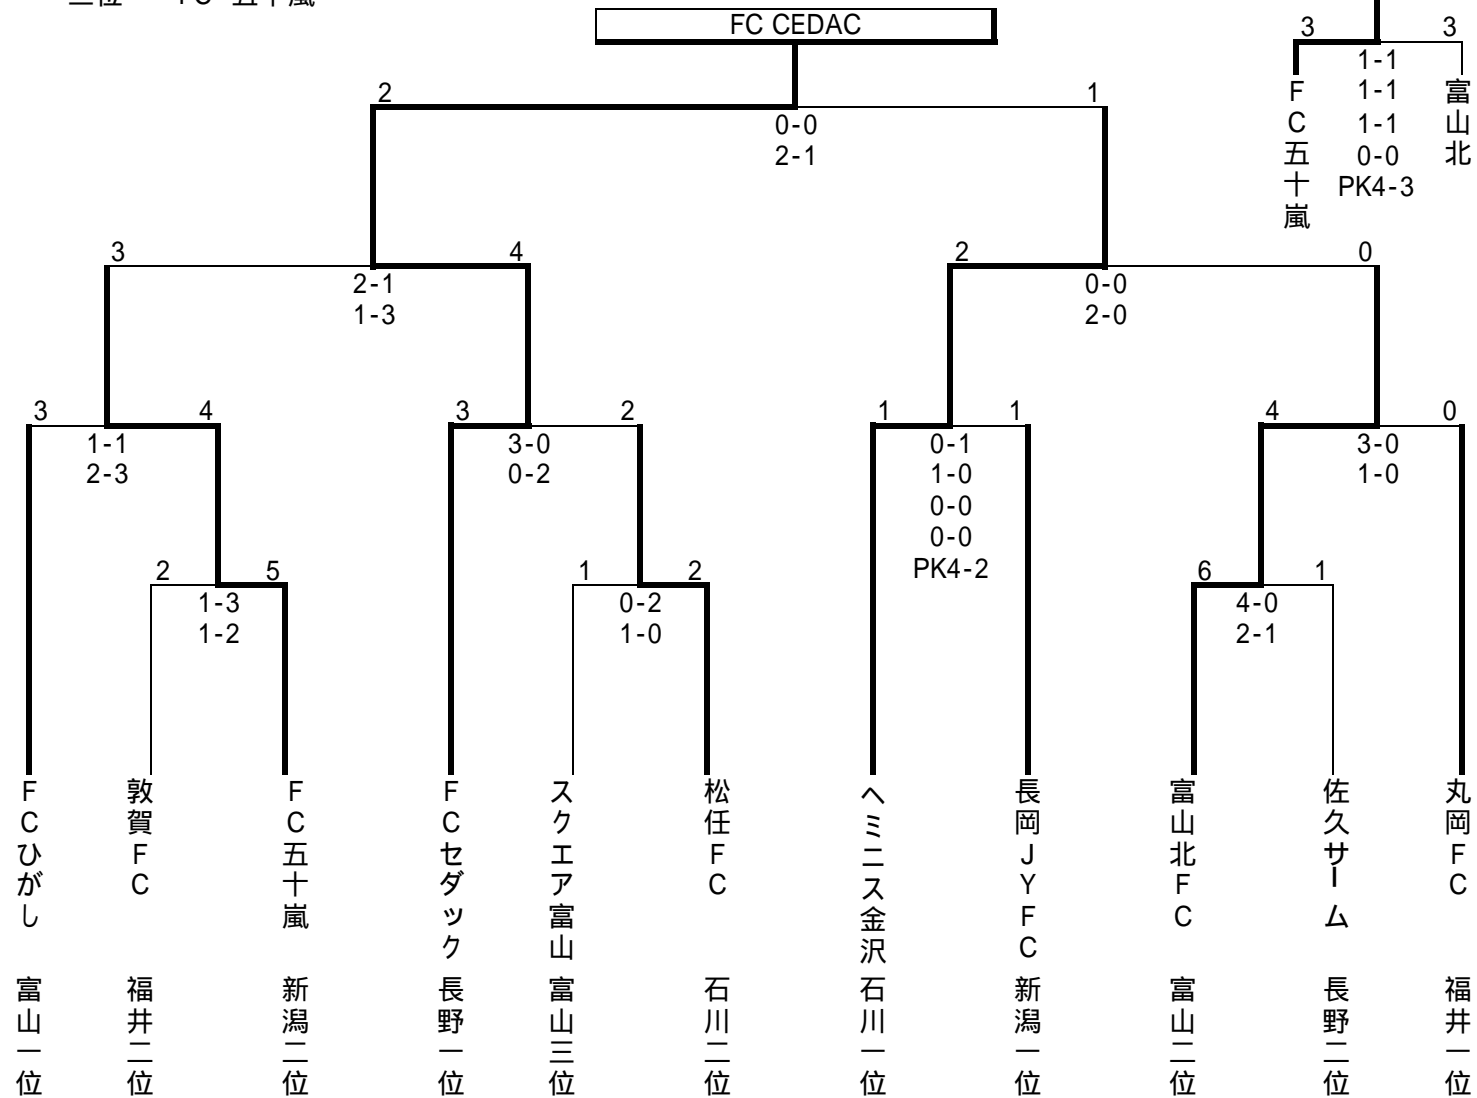 三位 FC 五十嵐
FC CEDAC
3 3
1-1
1-1
1-1
0-0
PK4-3
FC五十嵐
富山北
2 1
0-0
2-1
3 4
2-1
1-3
2 0
0-0
2-0
3 4
1-1
2-3
3 2
3-0
0-2
1 1
0-1
1-0
0-0
0-0
PK4-2
4 0
3-0
1-0
2 5
1-3
1-2
1 2
0-2
1-0
6 1
4-0
2-1
FCひがし
敦賀FC
FC五十嵐
FCセダック
スクエア富山
松任FC
ヘミニス金沢
長岡JYFC
富山北FC
佐久サーム
丸岡FC
富山一位
福井二位
新潟二位
長野一位
富山三位
石川二位
石川一位
新潟一位
富山二位
長野二位
福井一位